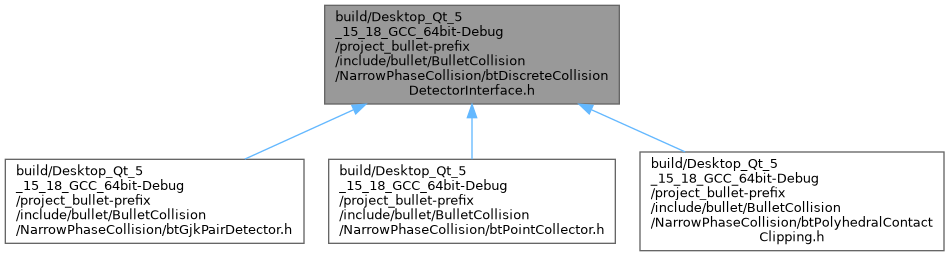 build/Desktop_Qt_5
_15_18_GCC_64bit-Debug
/project_bullet-prefix
/include/bullet/BulletCollision
/NarrowPhaseCollision/btDiscreteCollision
DetectorInterface.h
build/Desktop_Qt_5
_15_18_GCC_64bit-Debug
/project_bullet-prefix
/include/bullet/BulletCollision
/NarrowPhaseCollision/btGjkPairDetector.h
build/Desktop_Qt_5
_15_18_GCC_64bit-Debug
/project_bullet-prefix
/include/bullet/BulletCollision
/NarrowPhaseCollision/btPointCollector.h
build/Desktop_Qt_5
_15_18_GCC_64bit-Debug
/project_bullet-prefix
/include/bullet/BulletCollision
/NarrowPhaseCollision/btPolyhedralContact
Clipping.h